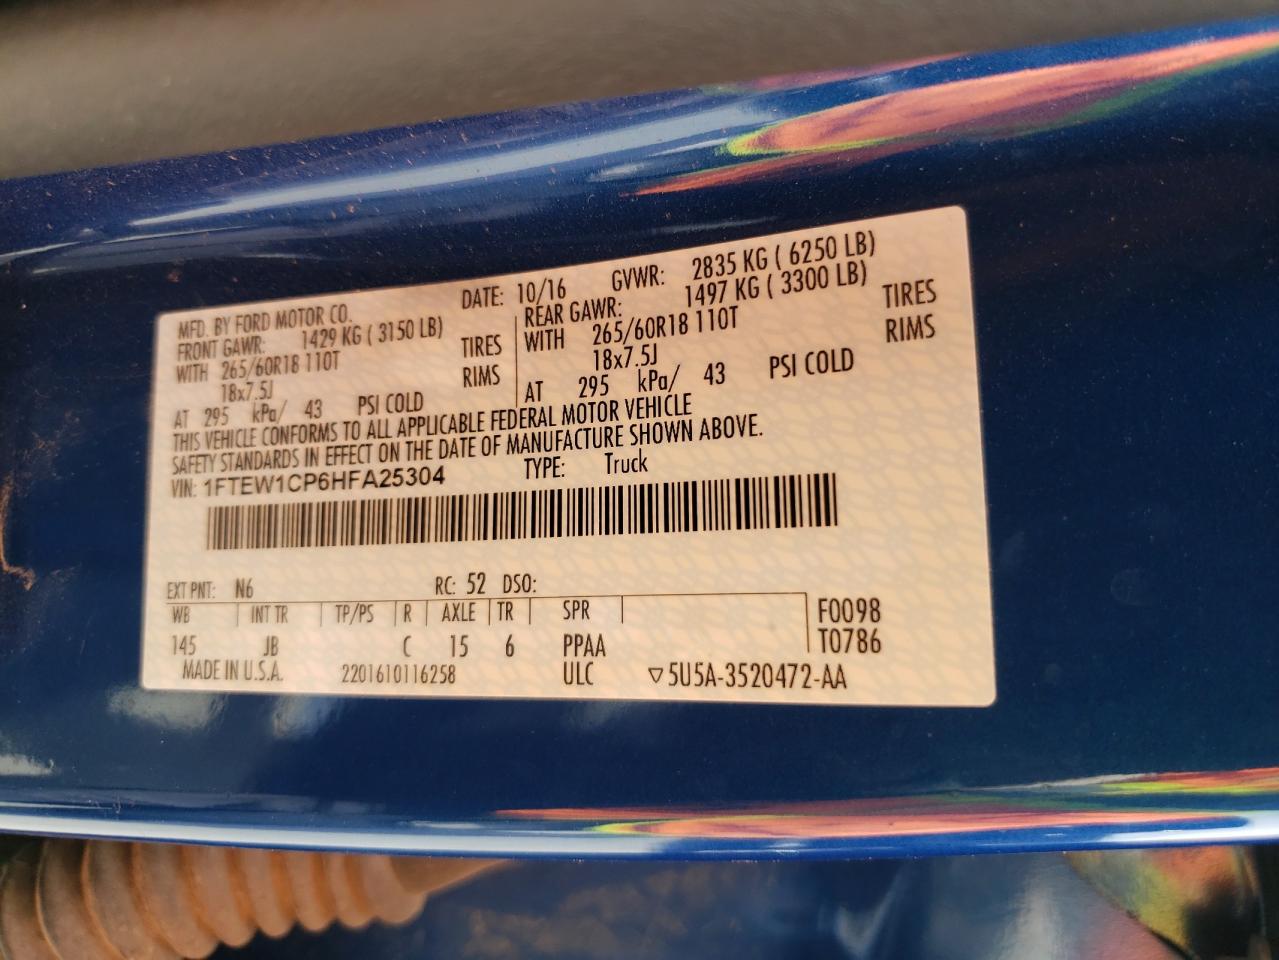 MFD. BY FORD MOTOR CO. DATE: 10/16 GVWR: 2835 KG ( 6250 LB)
FRONT GAWR: 1429 KG ( 3150 LB) REAR GAWR: 1497 KG ( 3300 LB)
WITH 265/60R18 110T TIRES WITH 265/60R18 110T TIRES
18x7.5J RIMS 18x7.5J RIMS
AT 295 kPa/ 43 PSI COLD AT 295 kPa/ 43 PSI COLD
THIS VEHICLE CONFORMS TO ALL APPLICABLE FEDERAL MOTOR VEHICLE
SAFETY STANDARDS IN EFFECT ON THE DATE OF MANUFACTURE SHOWN ABOVE.
VIN: 1FTEW1CP6HFA25304 TYPE: Truck
EXT PNT: N6 RC: 52 DSO:
WB INT TR TP/PS R AXLE TR SPR F0098
145 JB C 15 6 PPAA T0786
MADE IN U.S.A. 2201610116258 ULC ▽5U5A-3520472-AA